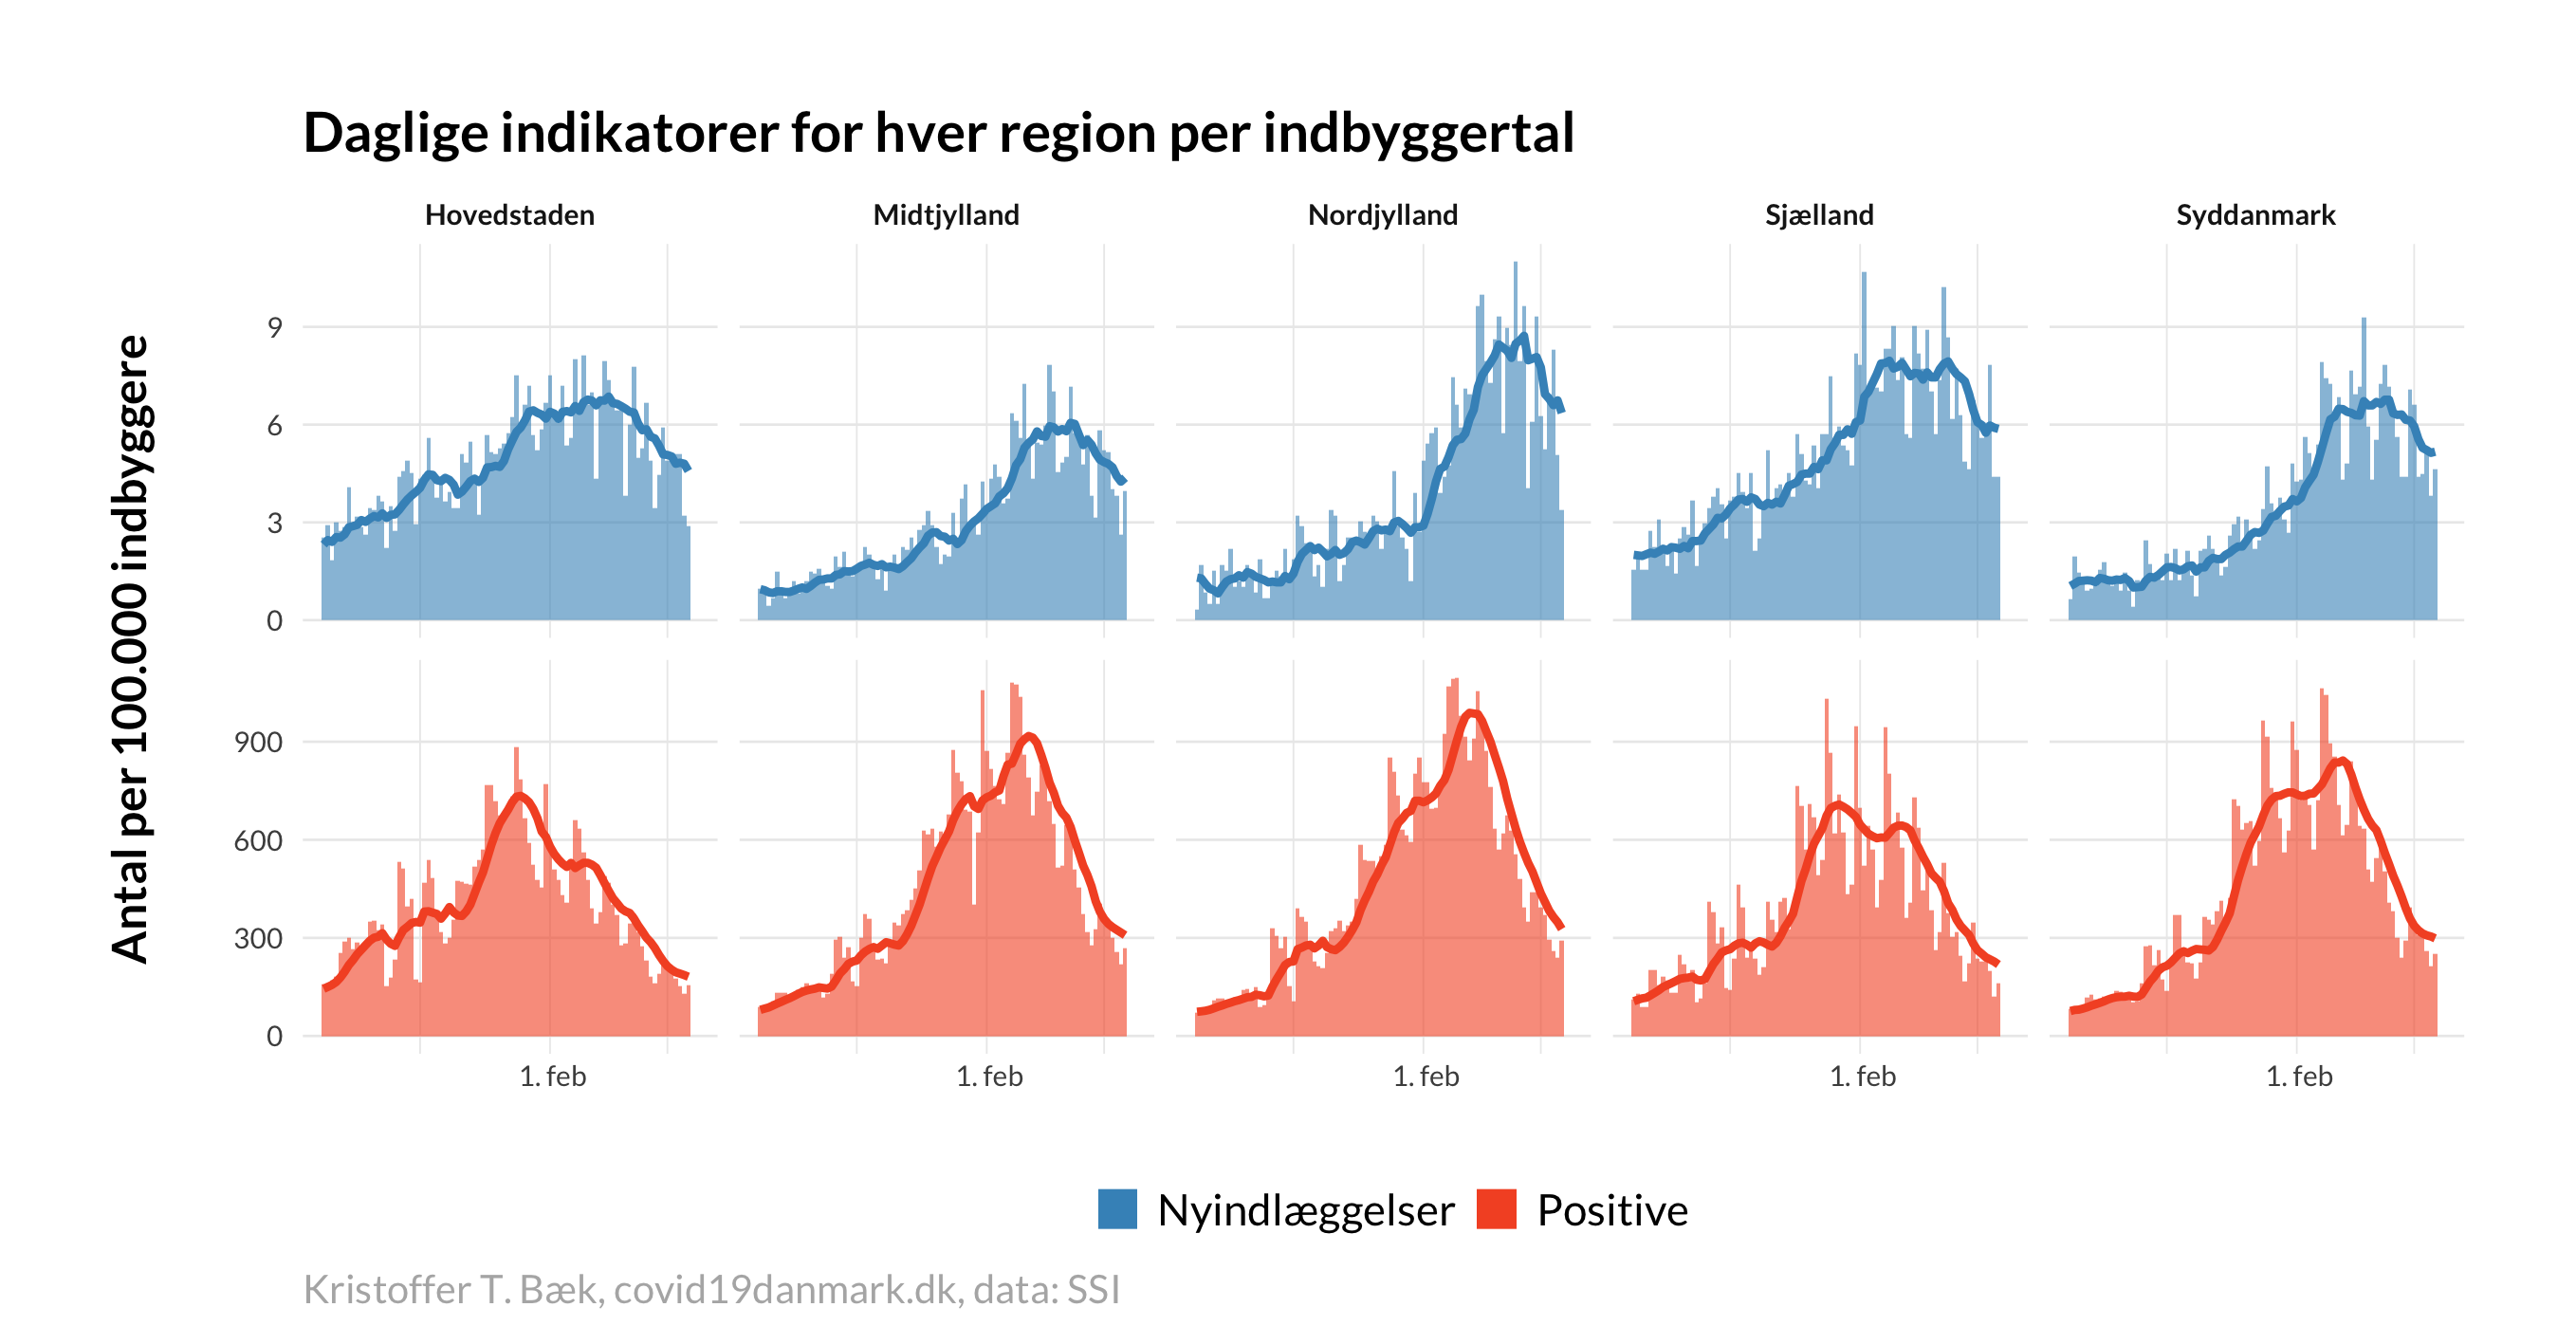 Daglige indikatorer for hver region per indbyggertal
Hovedstaden Midtjylland Nordjylland Sjælland Syddanmark
Antal per 100.000 indbyggere
9
6
3
0
900
600
300
0
1. feb 1. feb 1. feb 1. feb 1. feb
Nyindlæggelser Positive
Kristoffer T. Bæk, covid19danmark.dk, data: SSI